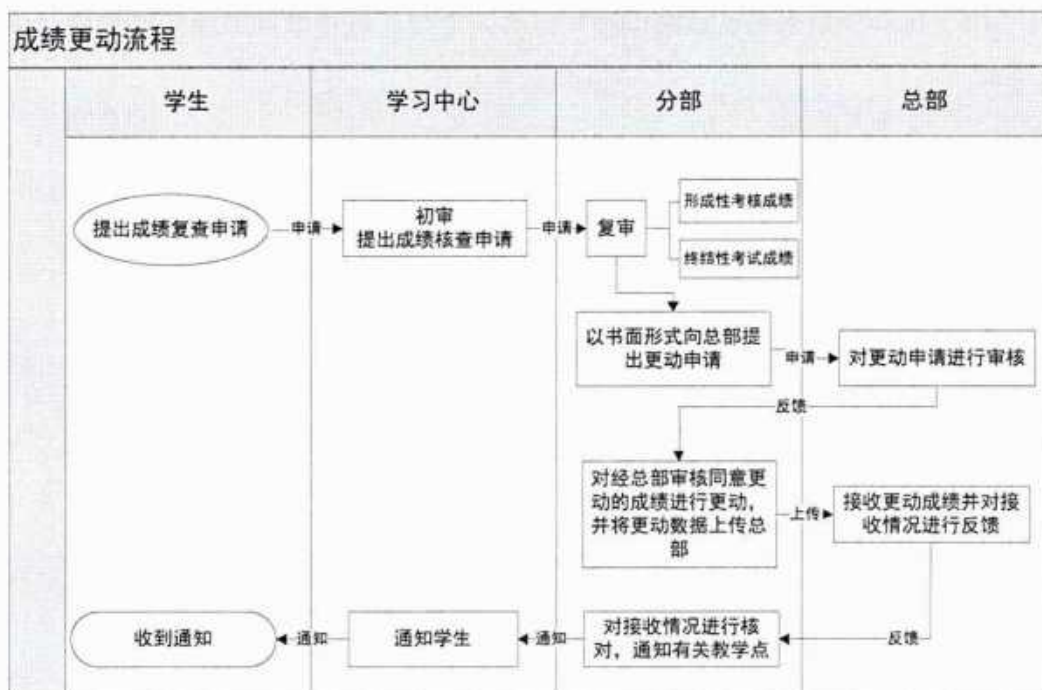 成绩更动流程
学生
学习中心
分部
总部
提出成绩复查申请
申请
初审
提出成绩核查申请
申请
复审
形成性考核成绩
终结性考试成绩
以书面形式向总部提
出更动申请
申请
对更动申请进行审核
反馈
对经总部审核同意更
动的成绩进行更动,
并将更动数据上传总
部
上传
接收更动成绩并对接
收情况进行反馈
反馈
对接收情况进行核
对，通知有关教学点
通知
通知学生
通知
收到通知